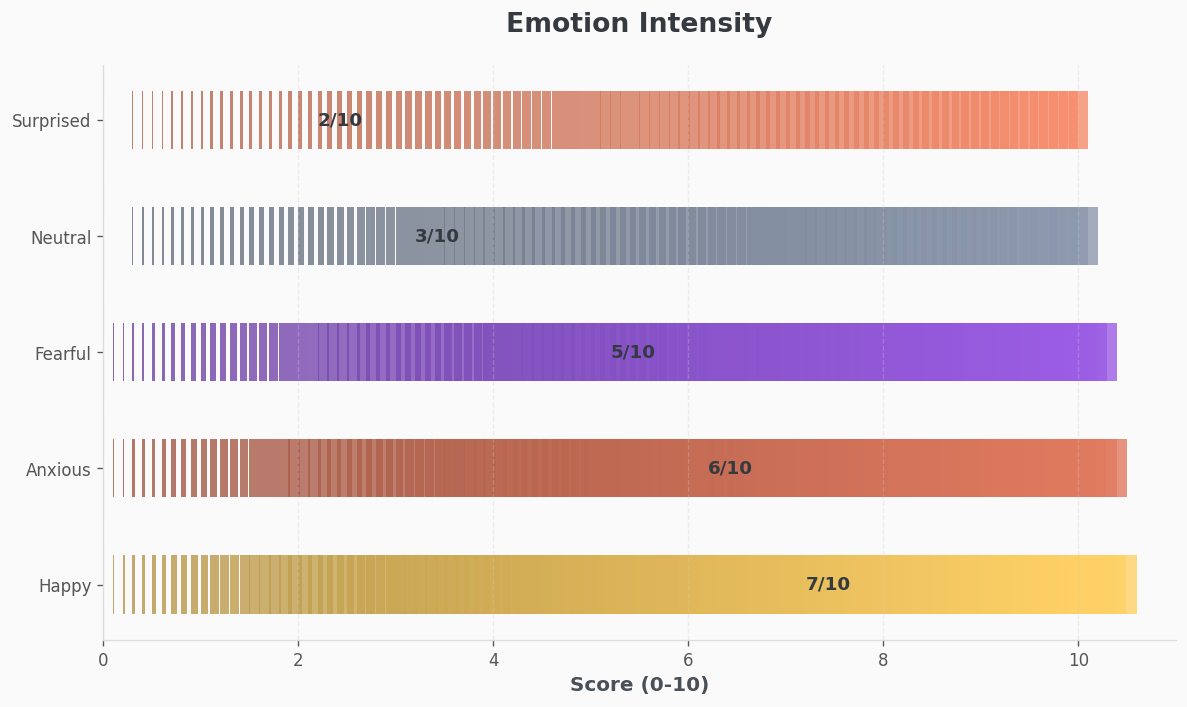 Emotion Intensity
Surprised
2/10
Neutral
3/10
Fearful
5/10
Anxious
6/10
Happy
7/10
0 2 4 6 8 10
Score (0-10)